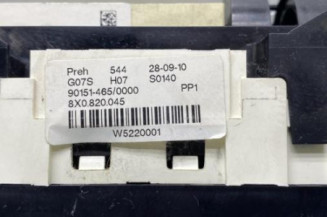 Preh 544 28-09-10
G07S H07 S0140
90151-465/0000 PP1
8X0.820.045
W5220001